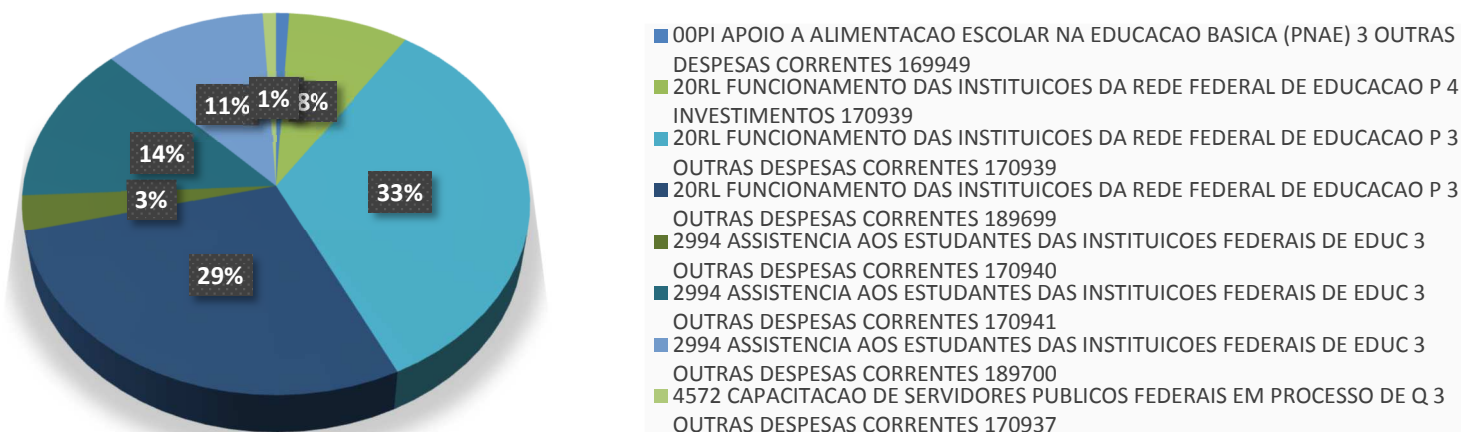 11%
1%
8%
14%
3%
33%
29%
00PI APOIO A ALIMENTACAO ESCOLAR NA EDUCACAO BASICA (PNAE) 3 OUTRAS
DESPESAS CORRENTES 169949
20RL FUNCIONAMENTO DAS INSTITUICOES DA REDE FEDERAL DE EDUCACAO P 4
INVESTIMENTOS 170939
20RL FUNCIONAMENTO DAS INSTITUICOES DA REDE FEDERAL DE EDUCACAO P 3
OUTRAS DESPESAS CORRENTES 170939
20RL FUNCIONAMENTO DAS INSTITUICOES DA REDE FEDERAL DE EDUCACAO P 3
OUTRAS DESPESAS CORRENTES 189699
2994 ASSISTENCIA AOS ESTUDANTES DAS INSTITUICOES FEDERAIS DE EDUC 3
OUTRAS DESPESAS CORRENTES 170940
2994 ASSISTENCIA AOS ESTUDANTES DAS INSTITUICOES FEDERAIS DE EDUC 3
OUTRAS DESPESAS CORRENTES 170941
2994 ASSISTENCIA AOS ESTUDANTES DAS INSTITUICOES FEDERAIS DE EDUC 3
OUTRAS DESPESAS CORRENTES 189700
4572 CAPACITACAO DE SERVIDORES PUBLICOS FEDERAIS EM PROCESSO DE Q 3
OUTRAS DESPESAS CORRENTES 170937